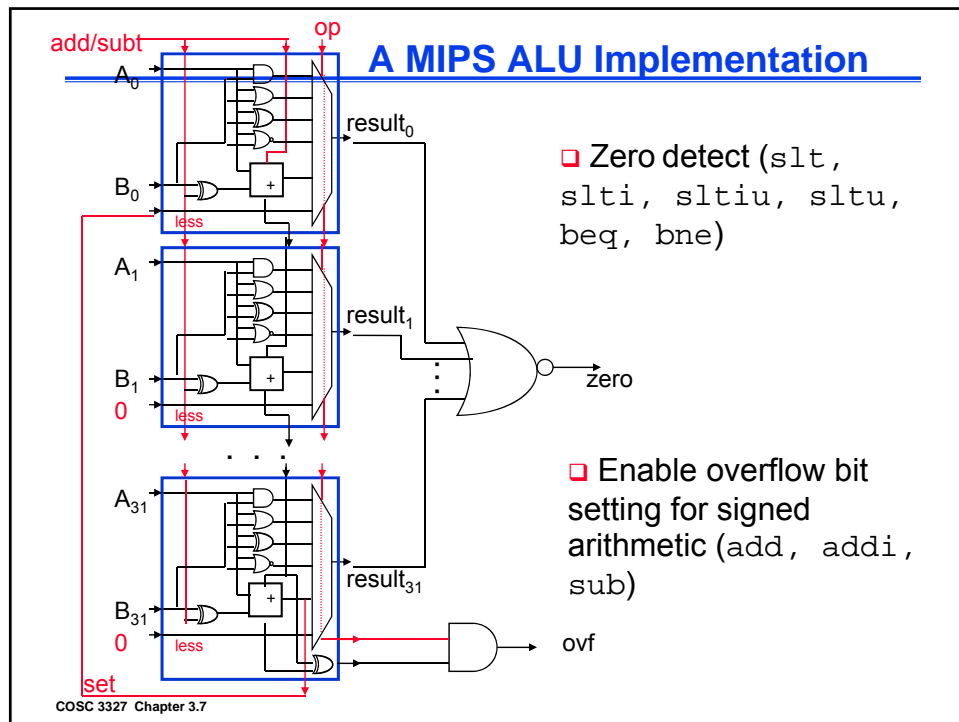 add/subt
op
A MIPS ALU Implementation
A0
result0
B0
+
less
❑ Zero detect (slt,
slti, sltiu, sltu,
beq, bne)
A1
result1
B1
+
0
less
zero
. . .
. . . .
A31
result31
B31
+
0
less
❑ Enable overflow bit
setting for signed
arithmetic (add, addi,
sub)
ovf
set
COSC 3327 Chapter 3.7